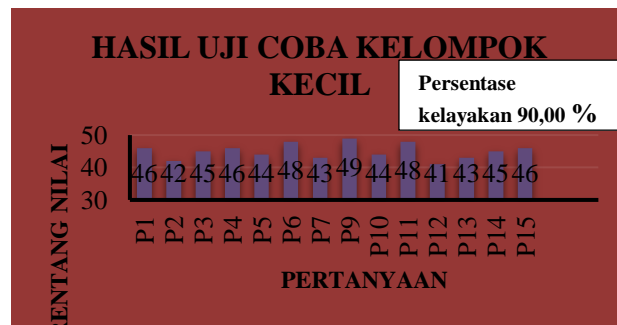 HASIL UJI COBA KELOMPOK
KECIL
Persentase
kelayakan 90,00 %
50
40
30
46 42 45 46 44 48 43 49 44 48 41 43 45 46
P1 P2 P3 P4 P5 P6 P7 P9 P10 P11 P12 P13 P14 P15
PERTANYAAN
RENTANG NILAI